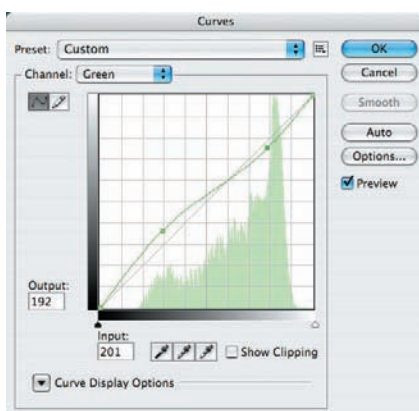 Curves
Preset: Custom
OK
Channel: Green
Cancel
Smooth
Auto
Options...
Preview
Output:
192
Input:
201
Show Clipping
Curve Display Options